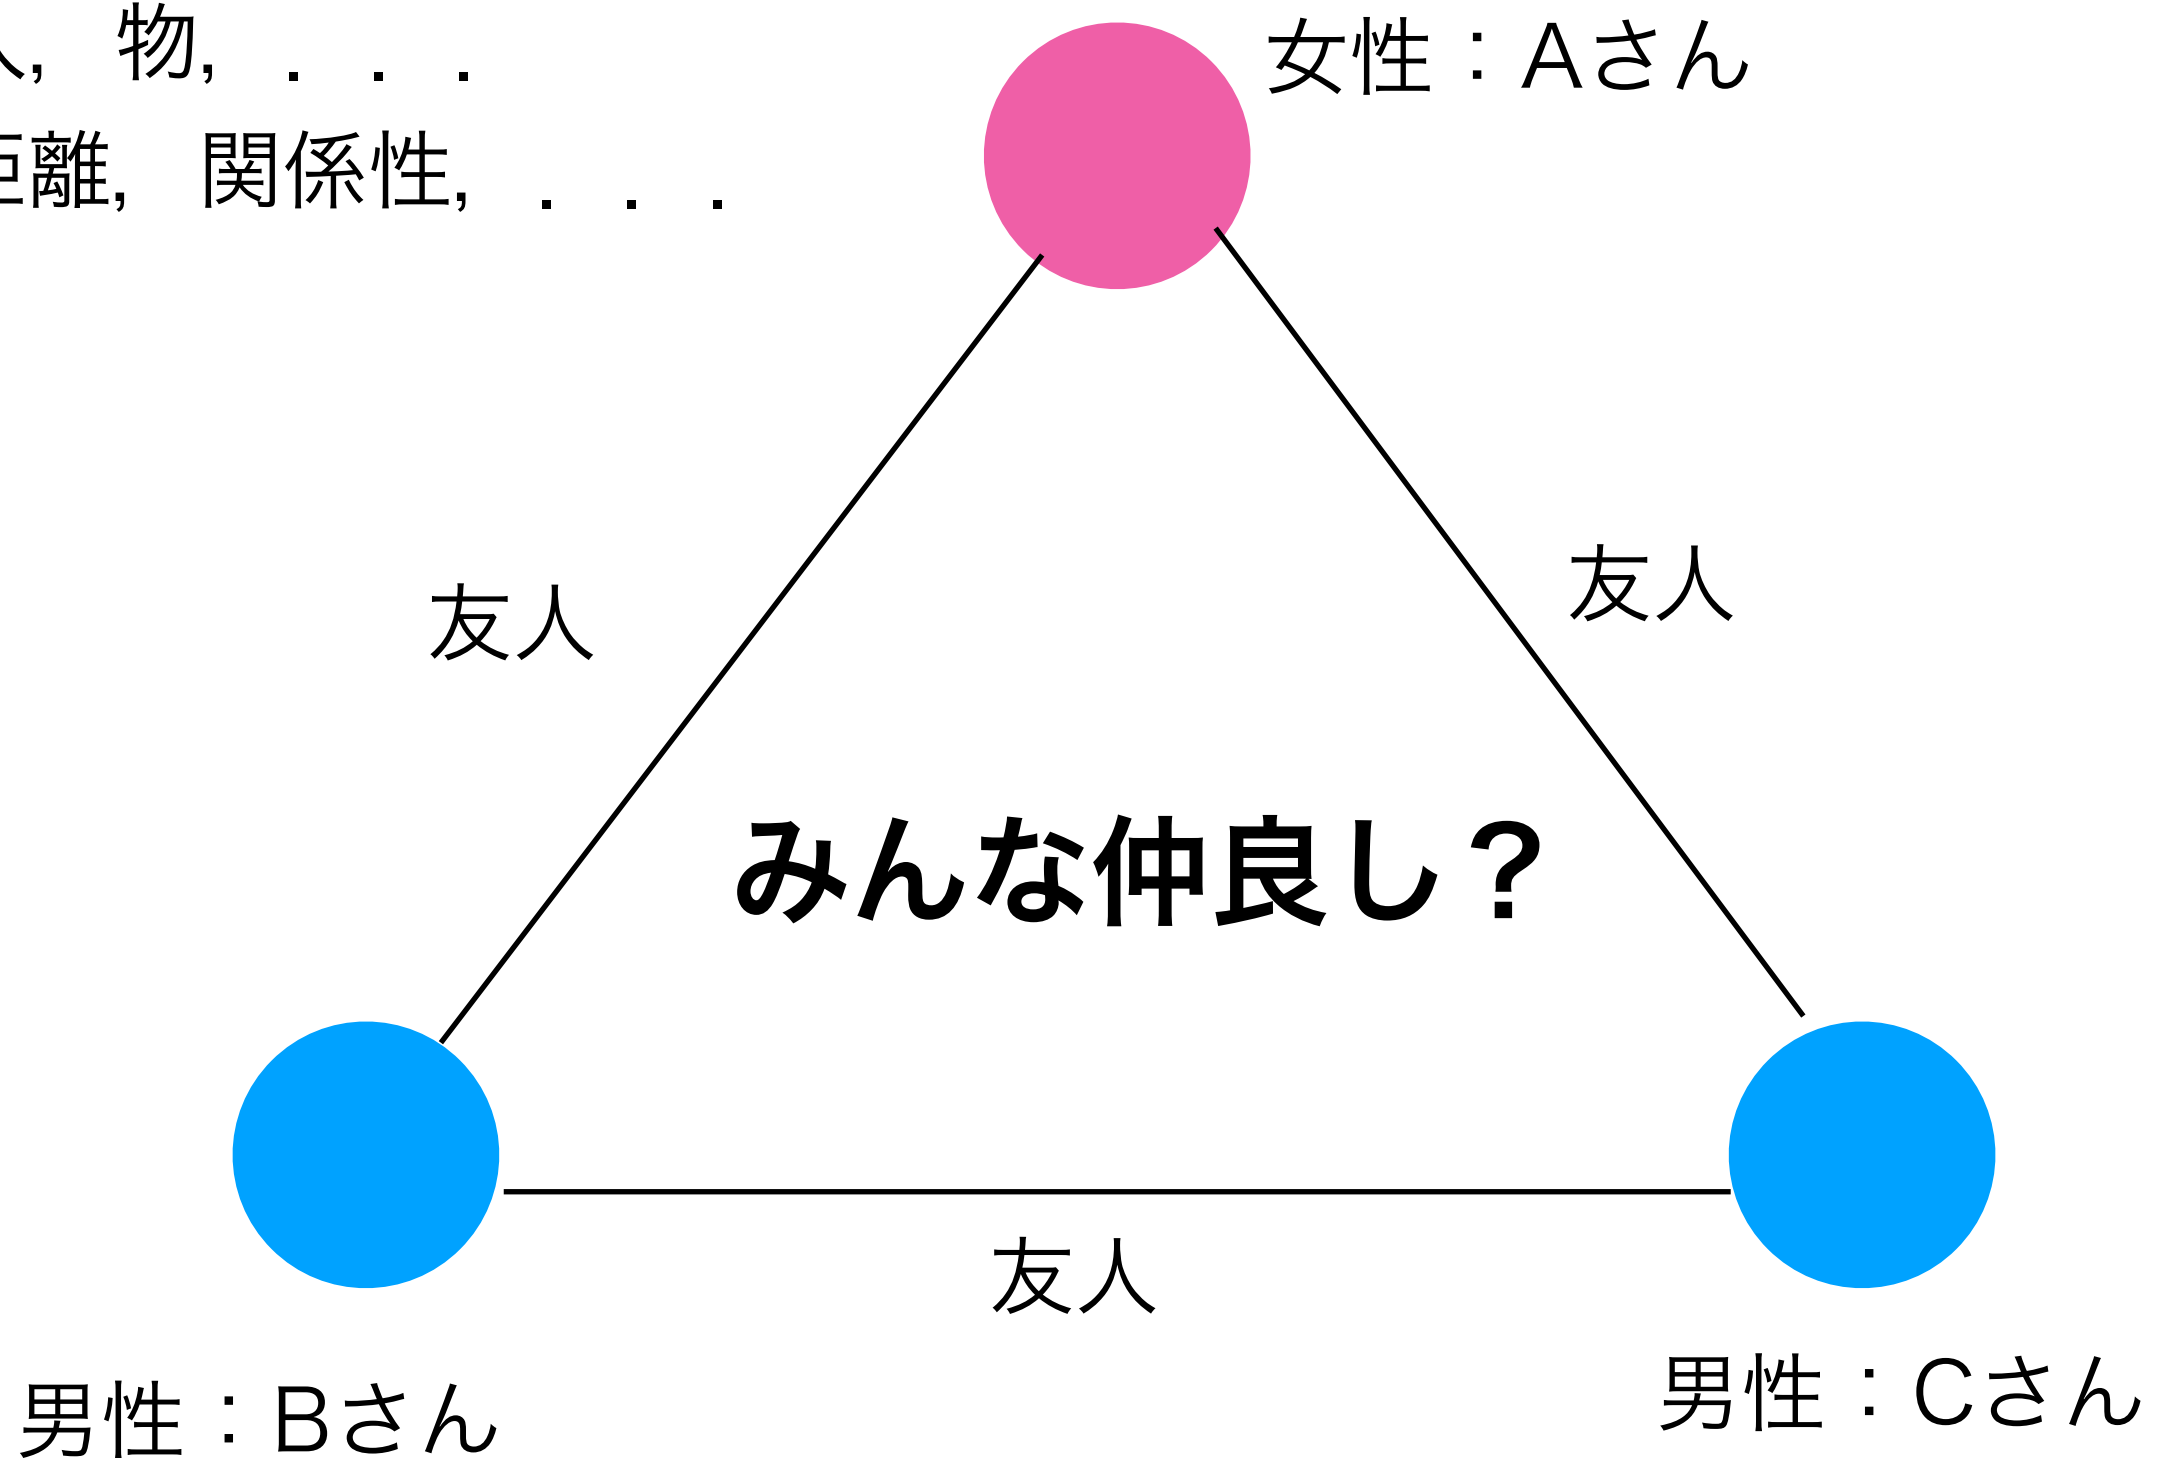 人，物，．．．
距離，関係性，．．．
女性：Aさん
友人
友人
みんな仲良し？
友人
男性：Bさん
男性：Cさん